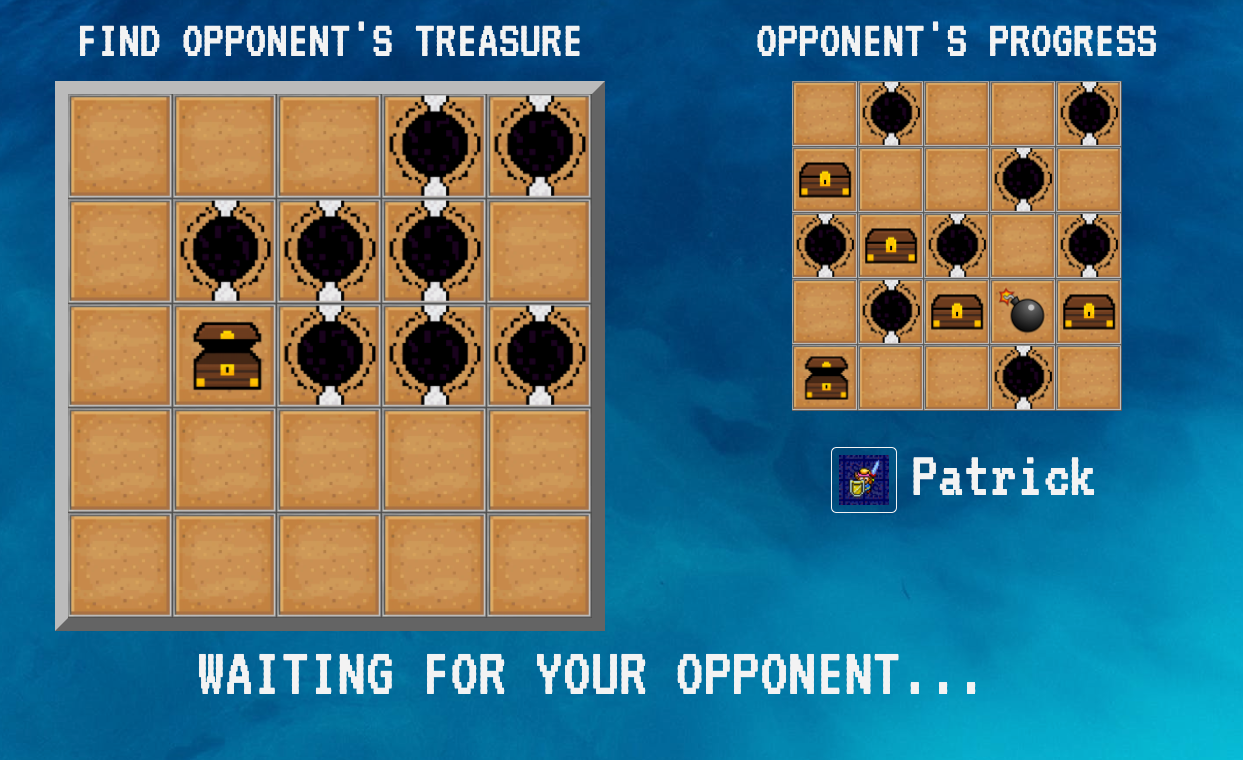 FIND OPPONENT'S TREASURE
OPPONENT'S PROGRESS
Patrick
WAITING FOR YOUR OPPONENT...